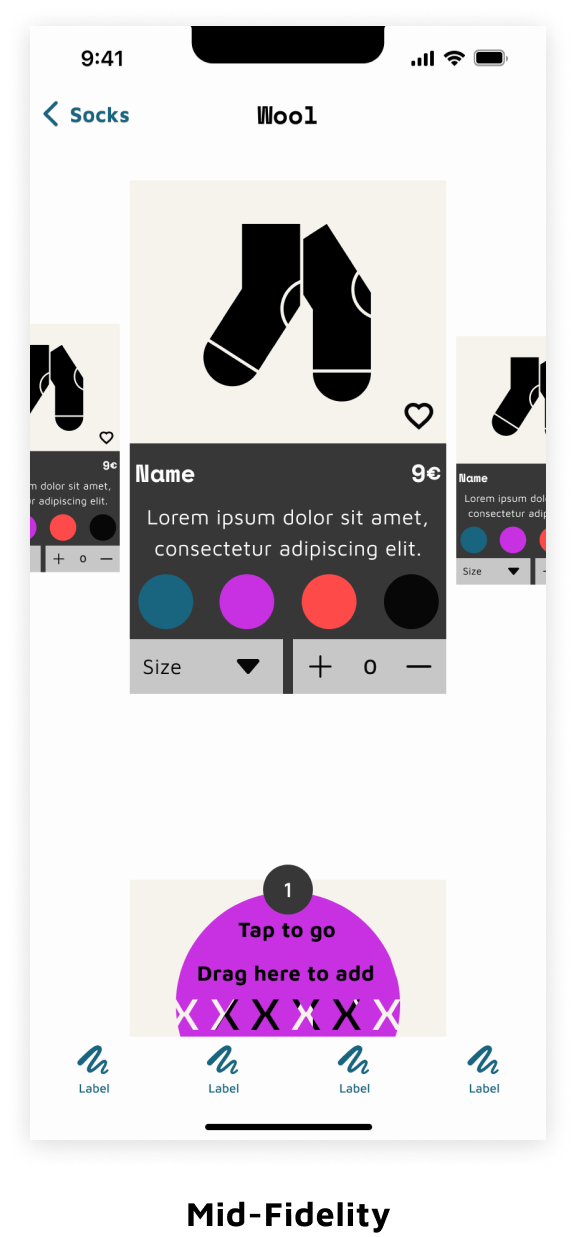 9:41
Socks
Wool
Name
9€
Lorem ipsum dolor sit amet,
consectetur adipiscing elit.
Size
0
9€
m dolor sit amet,
r adipiscing elit.
0
Name
Lorem ipsum dol
consectetur adip
Size
1
Tap to go
Drag here to add
X X X X X X
Label
Label
Label
Label
Mid-Fidelity